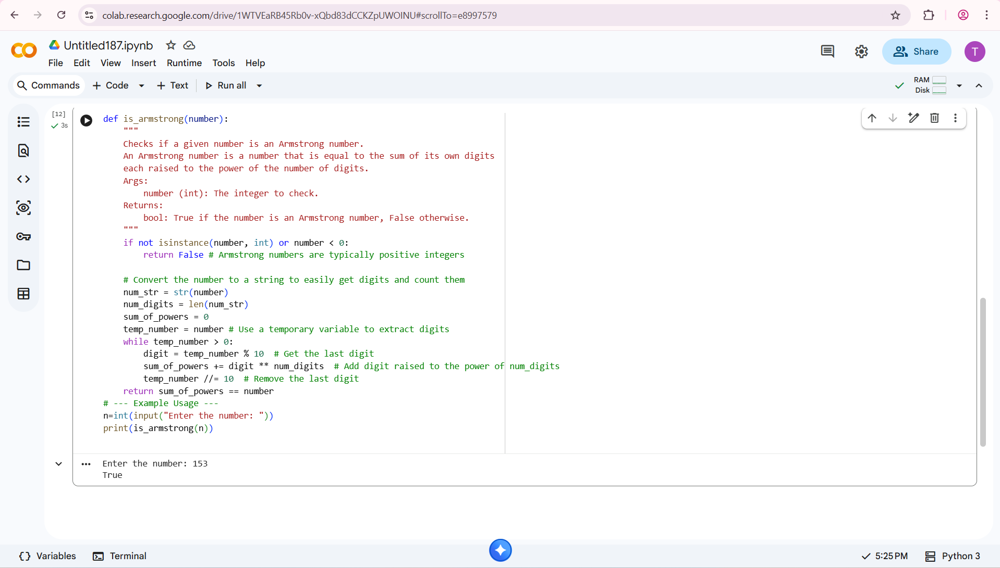 colab.research.google.com/drive/1WTVEaRB45Rb0v-xQbd83dCCKZpUWOINU#scrollTo=e8997579
Untitled187.ipynb
File Edit View Insert Runtime Tools Help
Share
T
Commands + Code + Text Run all
RAM
Disk
[12]
3s
def is_armstrong(number):
    """
    Checks if a given number is an Armstrong number.
    An Armstrong number is a number that is equal to the sum of its own digits
    each raised to the power of the number of digits.
    Args:
        number (int): The integer to check.
    Returns:
        bool: True if the number is an Armstrong number, False otherwise.
    """
    if not isinstance(number, int) or number < 0:
        return False # Armstrong numbers are typically positive integers

    # Convert the number to a string to easily get digits and count them
    num_str = str(number)
    num_digits = len(num_str)
    sum_of_powers = 0
    temp_number = number # Use a temporary variable to extract digits
    while temp_number > 0:
        digit = temp_number % 10  # Get the last digit
        sum_of_powers += digit ** num_digits  # Add digit raised to the power of num_digits
        temp_number //= 10  # Remove the last digit
    return sum_of_powers == number
# --- Example Usage ---
n=int(input("Enter the number: "))
print(is_armstrong(n))
Enter the number: 153
True
{} Variables Terminal
5:25 PM Python 3